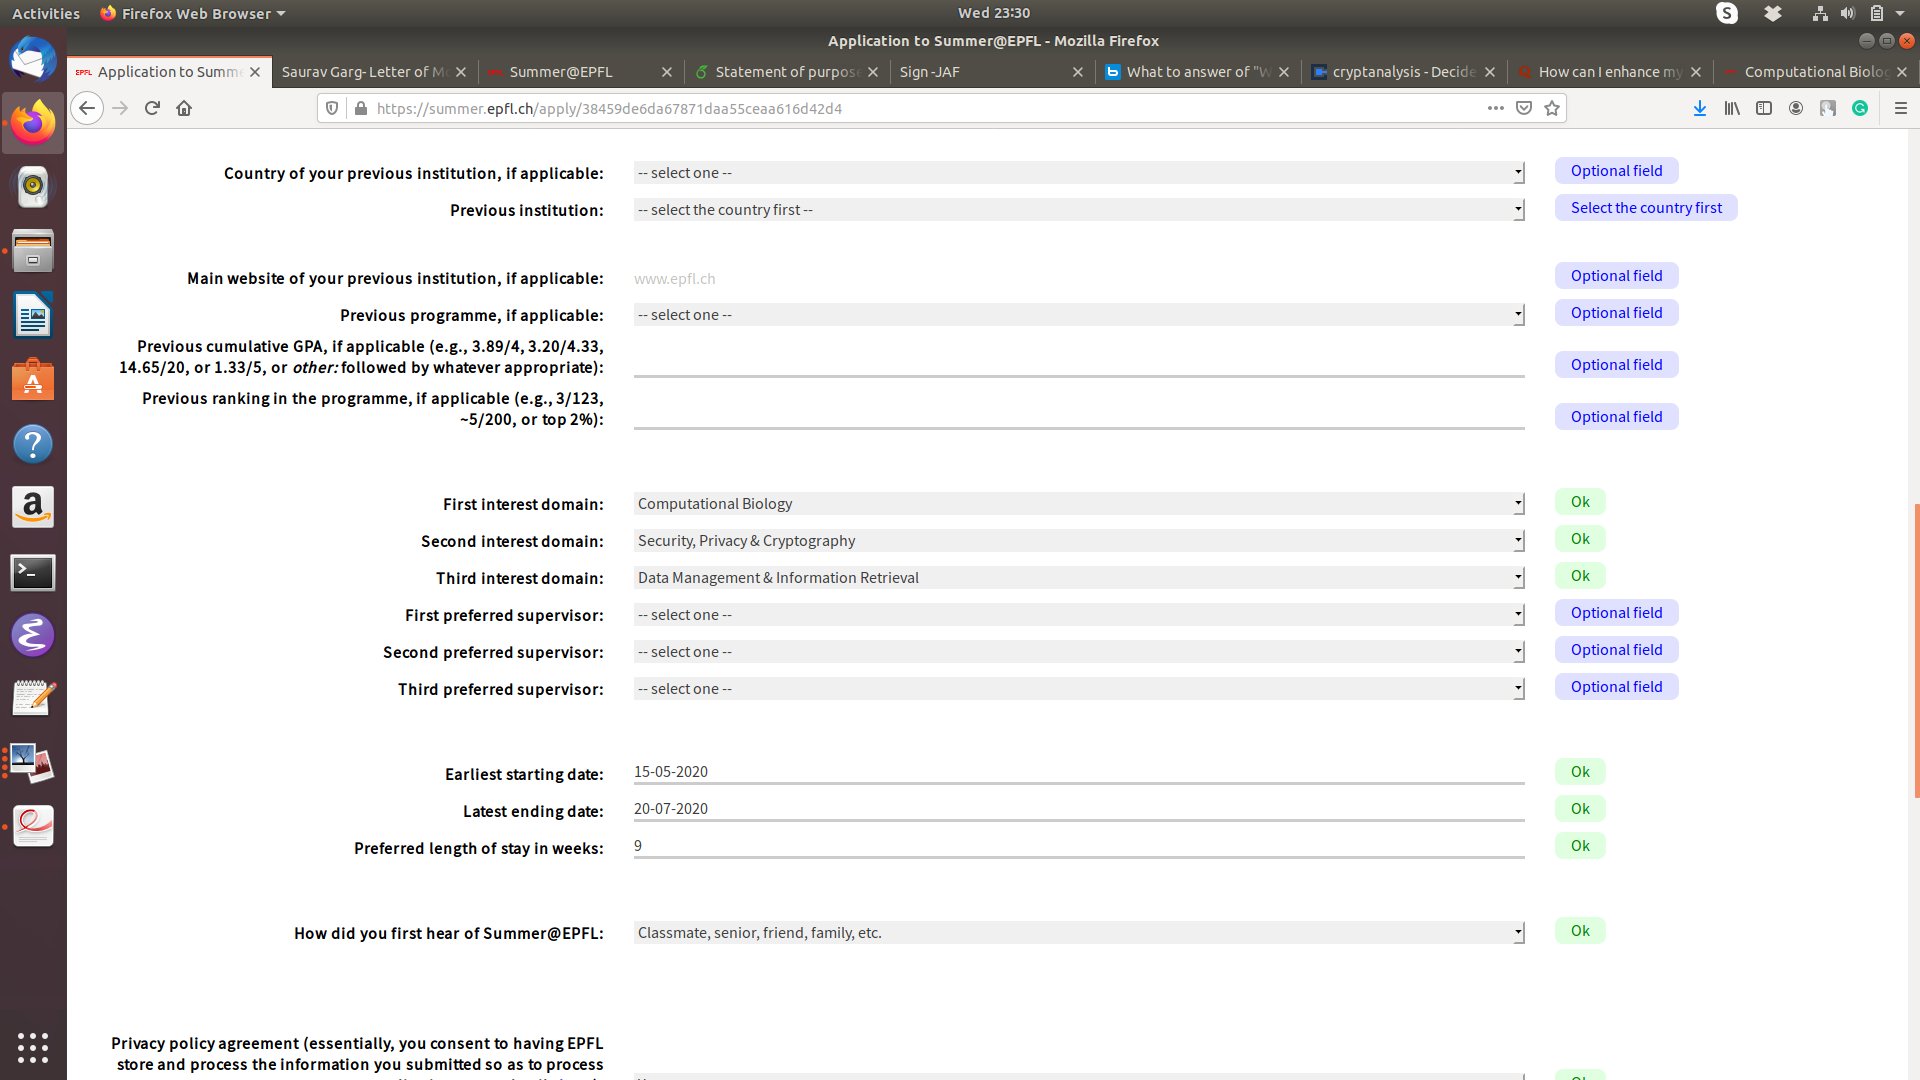 Activities Firefox Web Browser Wed 23:30
Application to Summer@EPFL - Mozilla Firefox
EPFL Application to Summe Saurav Garg- Letter of Mo Summer@EPFL Statement of purpose Sign -JAF What to answer of "W cryptanalysis - Decide How can I enhance my Computational Biolog
https://summer.epfl.ch/apply/38459de6da67871daa55ceaa616d42d4
Country of your previous institution, if applicable: -- select one -- Optional field
Previous institution: -- select the country first -- Select the country first
Main website of your previous institution, if applicable: www.epfl.ch Optional field
Previous programme, if applicable: -- select one -- Optional field
Previous cumulative GPA, if applicable (e.g., 3.89/4, 3.20/4.33,
14.65/20, or 1.33/5, or other: followed by whatever appropriate): Optional field
Previous ranking in the programme, if applicable (e.g., 3/123,
~5/200, or top 2%): Optional field
First interest domain: Computational Biology Ok
Second interest domain: Security, Privacy & Cryptography Ok
Third interest domain: Data Management & Information Retrieval Ok
First preferred supervisor: -- select one -- Optional field
Second preferred supervisor: -- select one -- Optional field
Third preferred supervisor: -- select one -- Optional field
Earliest starting date: 15-05-2020 Ok
Latest ending date: 20-07-2020 Ok
Preferred length of stay in weeks: 9 Ok
How did you first hear of Summer@EPFL: Classmate, senior, friend, family, etc. Ok
Privacy policy agreement (essentially, you consent to having EPFL
store and process the information you submitted so as to process